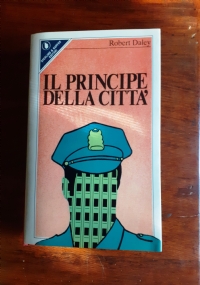 Robert Daley
IL PRINCIPE
DELLA CITTA'